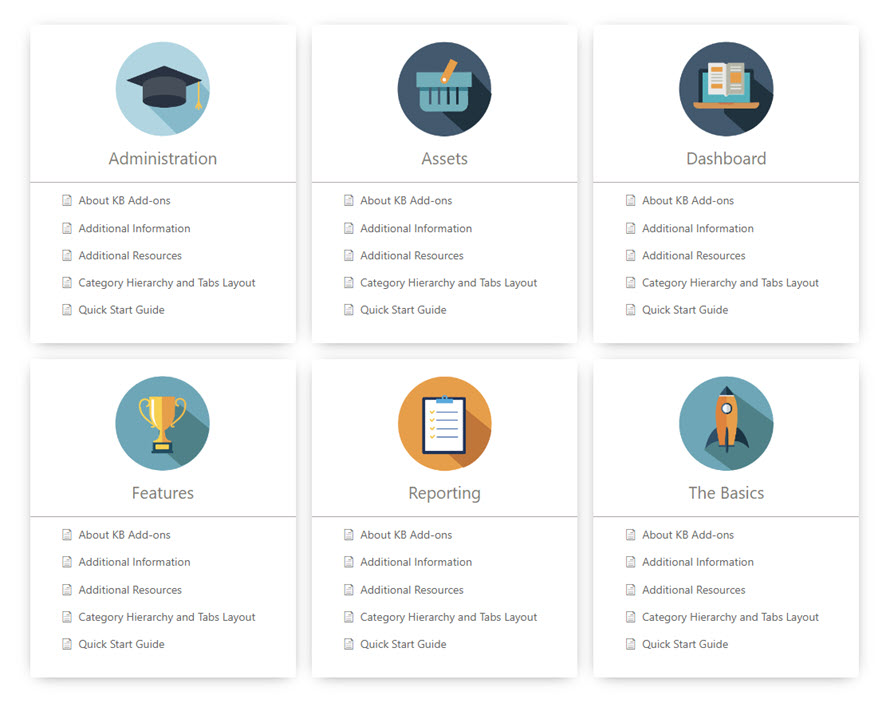 Administration
About KB Add-ons
Additional Information
Additional Resources
Category Hierarchy and Tabs Layout
Quick Start Guide
Assets
About KB Add-ons
Additional Information
Additional Resources
Category Hierarchy and Tabs Layout
Quick Start Guide
Dashboard
About KB Add-ons
Additional Information
Additional Resources
Category Hierarchy and Tabs Layout
Quick Start Guide
Features
About KB Add-ons
Additional Information
Additional Resources
Category Hierarchy and Tabs Layout
Quick Start Guide
Reporting
About KB Add-ons
Additional Information
Additional Resources
Category Hierarchy and Tabs Layout
Quick Start Guide
The Basics
About KB Add-ons
Additional Information
Additional Resources
Category Hierarchy and Tabs Layout
Quick Start Guide